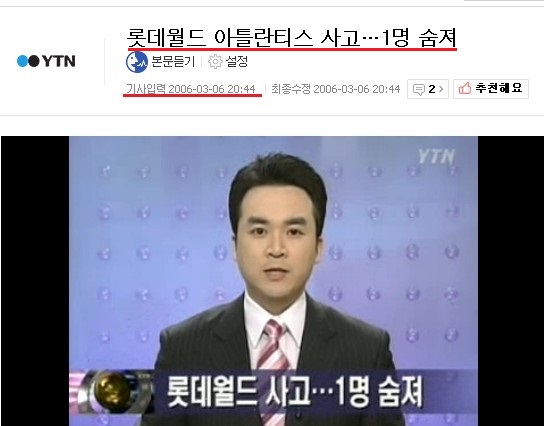 롯데월드 아틀란티스 사고…1명 숨져
YTN
본문듣기 설정
기사입력 2006-03-06 20:44 최종수정 2006-03-06 20:44 2 추천해요
YTN
롯데월드 사고…1명 숨져